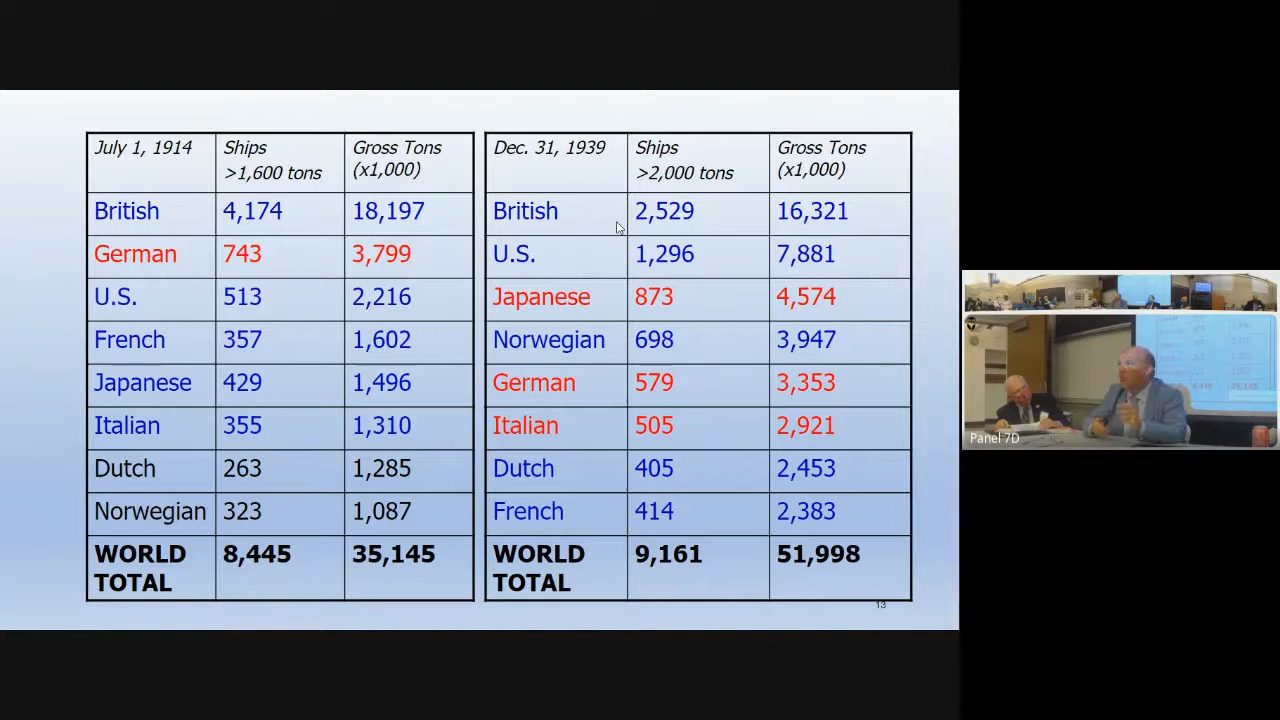 July 1, 1914 Ships >1,600 tons Gross Tons (x1,000)
British 4,174 18,197
German 743 3,799
U.S. 513 2,216
French 357 1,602
Japanese 429 1,496
Italian 355 1,310
Dutch 263 1,285
Norwegian 323 1,087
WORLD TOTAL 8,445 35,145
Dec. 31, 1939 Ships >2,000 tons Gross Tons (x1,000)
British 2,529 16,321
U.S. 1,296 7,881
Japanese 873 4,574
Norwegian 698 3,947
German 579 3,353
Italian 505 2,921
Dutch 405 2,453
French 414 2,383
WORLD TOTAL 9,161 51,998
13
Panel 7D